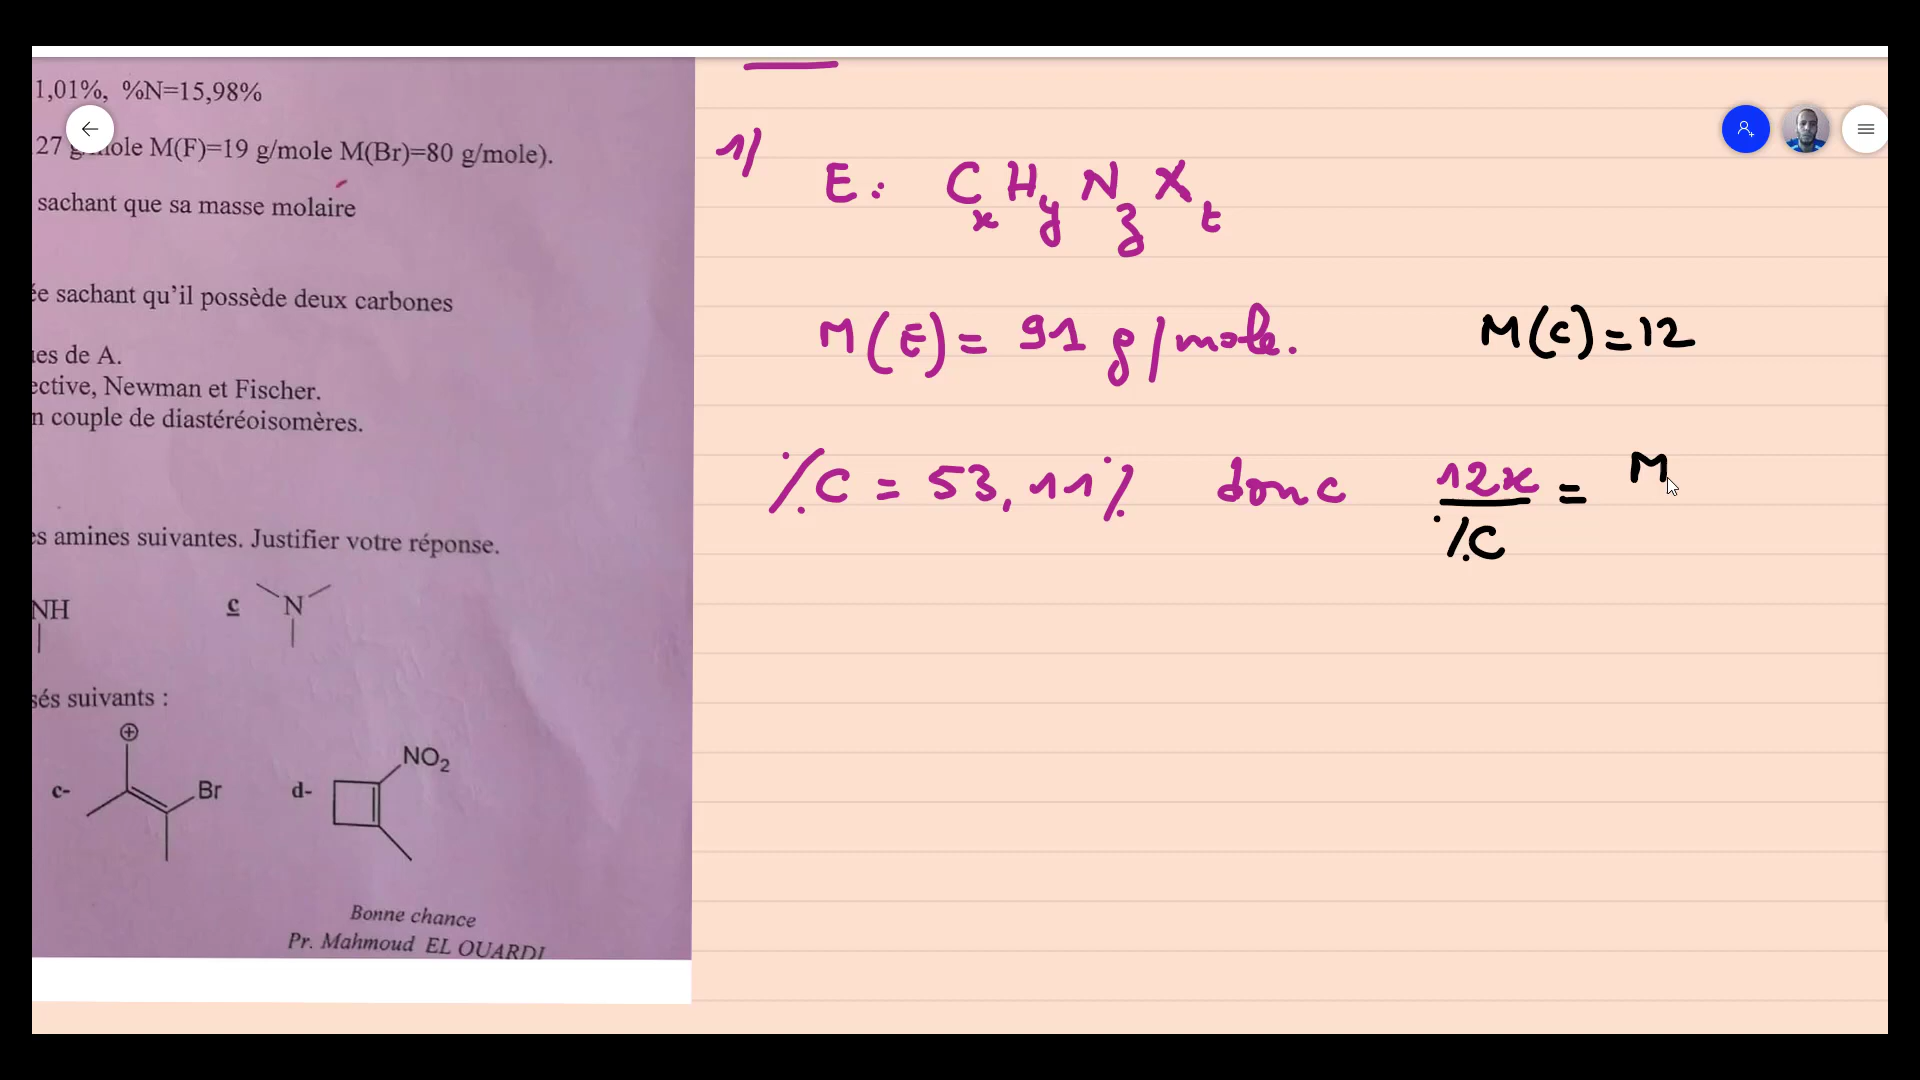 1,01%, %N=15,98%
27 g/mole M(F)=19 g/mole M(Br)=80 g/mole).
sachant que sa masse molaire
ée sachant qu'il possède deux carbones
ues de A.
ective, Newman et Fischer.
n couple de diastéréoisomères.
es amines suivantes. Justifier votre réponse.
NH
c
N
sés suivants :
⊕
c-
Br
d-
NO2
Bonne chance
Pr. Mahmoud EL OUARDI
1/
E: CxHyNzXt
M(E) = 91 g/mole.
M(C)=12
%C = 53,11% donc 12x/%C = M